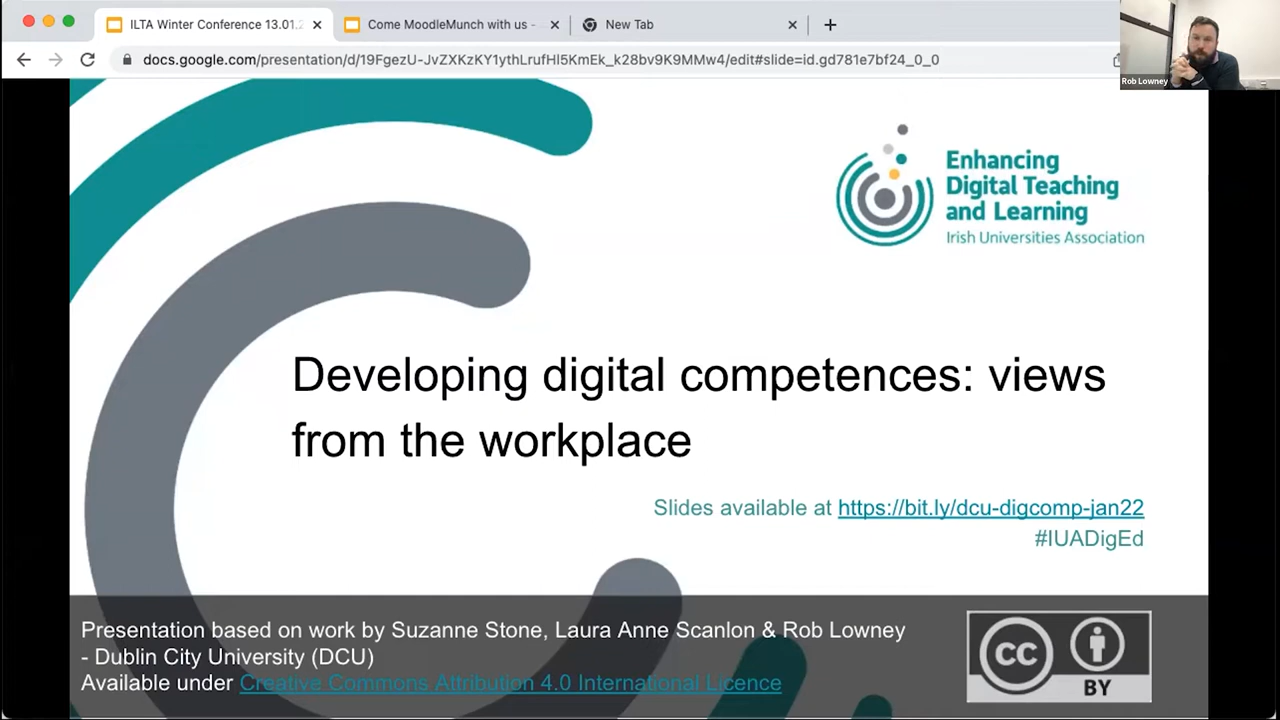 ILTA Winter Conference 13.01.2
Come MoodleMunch with us -
New Tab
docs.google.com/presentation/d/19FgezU-JvZXKzKY1ythLrufHl5KmEk_k28bv9K9MMw4/edit#slide=id.gd781e7bf24_0_0
Rob Lowney
Enhancing
Digital Teaching
and Learning
Irish Universities Association
Developing digital competences: views
from the workplace
Slides available at https://bit.ly/dcu-digcomp-jan22
#IUADigEd
Presentation based on work by Suzanne Stone, Laura Anne Scanlon & Rob Lowney
- Dublin City University (DCU)
Available under Creative Commons Attribution 4.0 International Licence
CC
BY